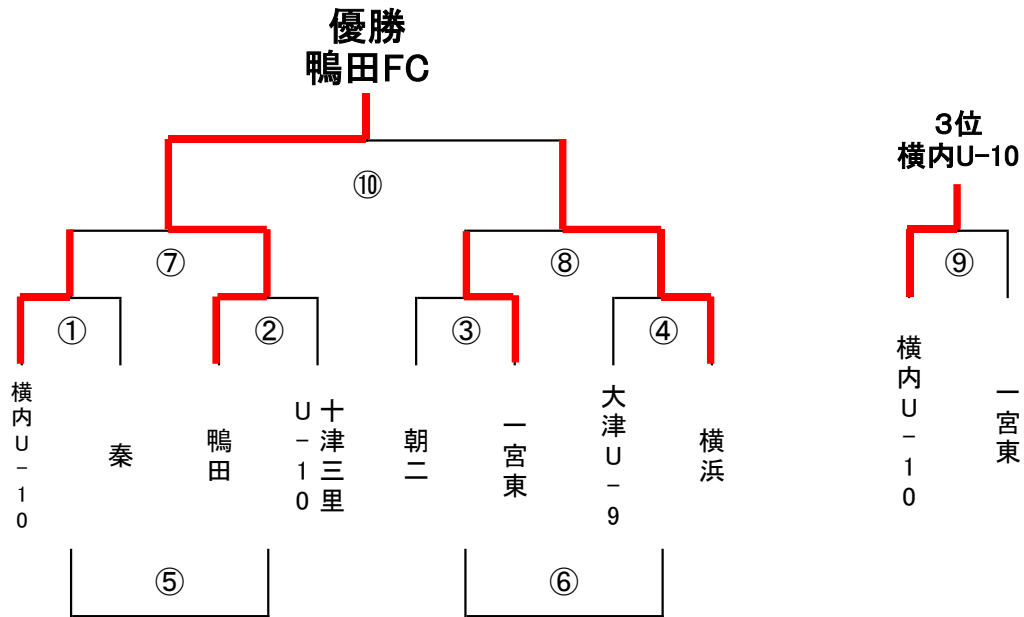 優勝
鴨田FC
3位
横内U-10
⑩
⑦
⑧
⑨
①
②
③
④
横内U-10
秦
鴨田
十津三里
U-10
朝二
一宮東
大津U-9
横浜
横内U-10
一宮東
⑤
⑥